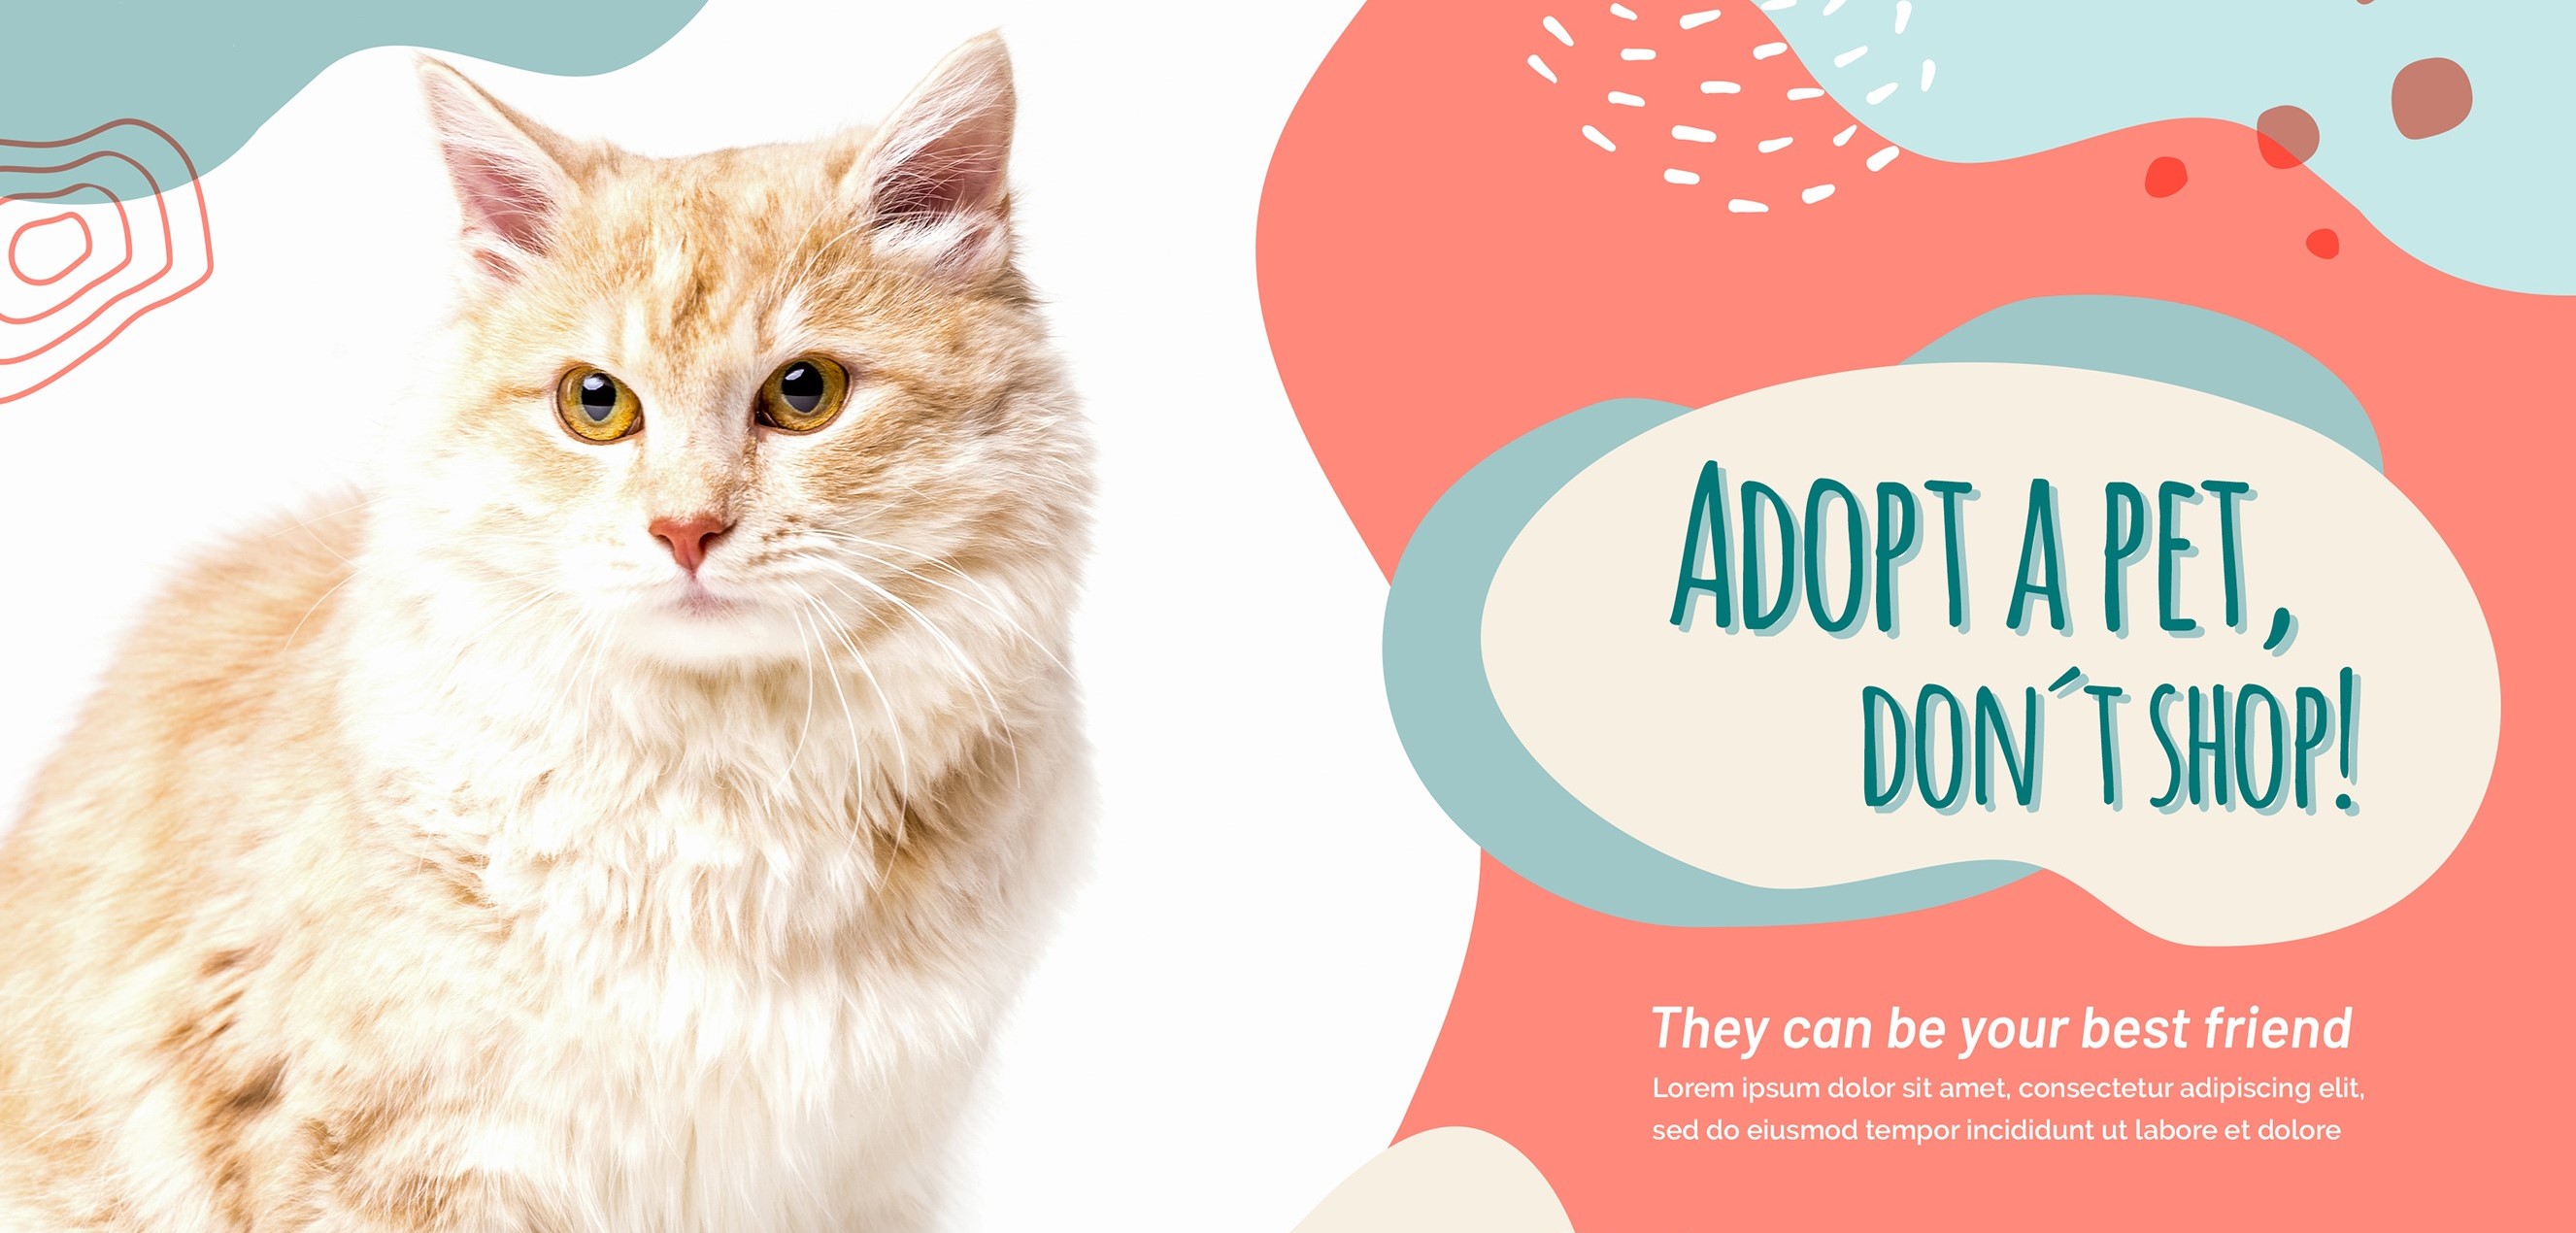 ADOPT A PET,
DON´T SHOP!
They can be your best friend
Lorem ipsum dolor sit amet, consectetur adipiscing elit,
sed do eiusmod tempor incididunt ut labore et dolore